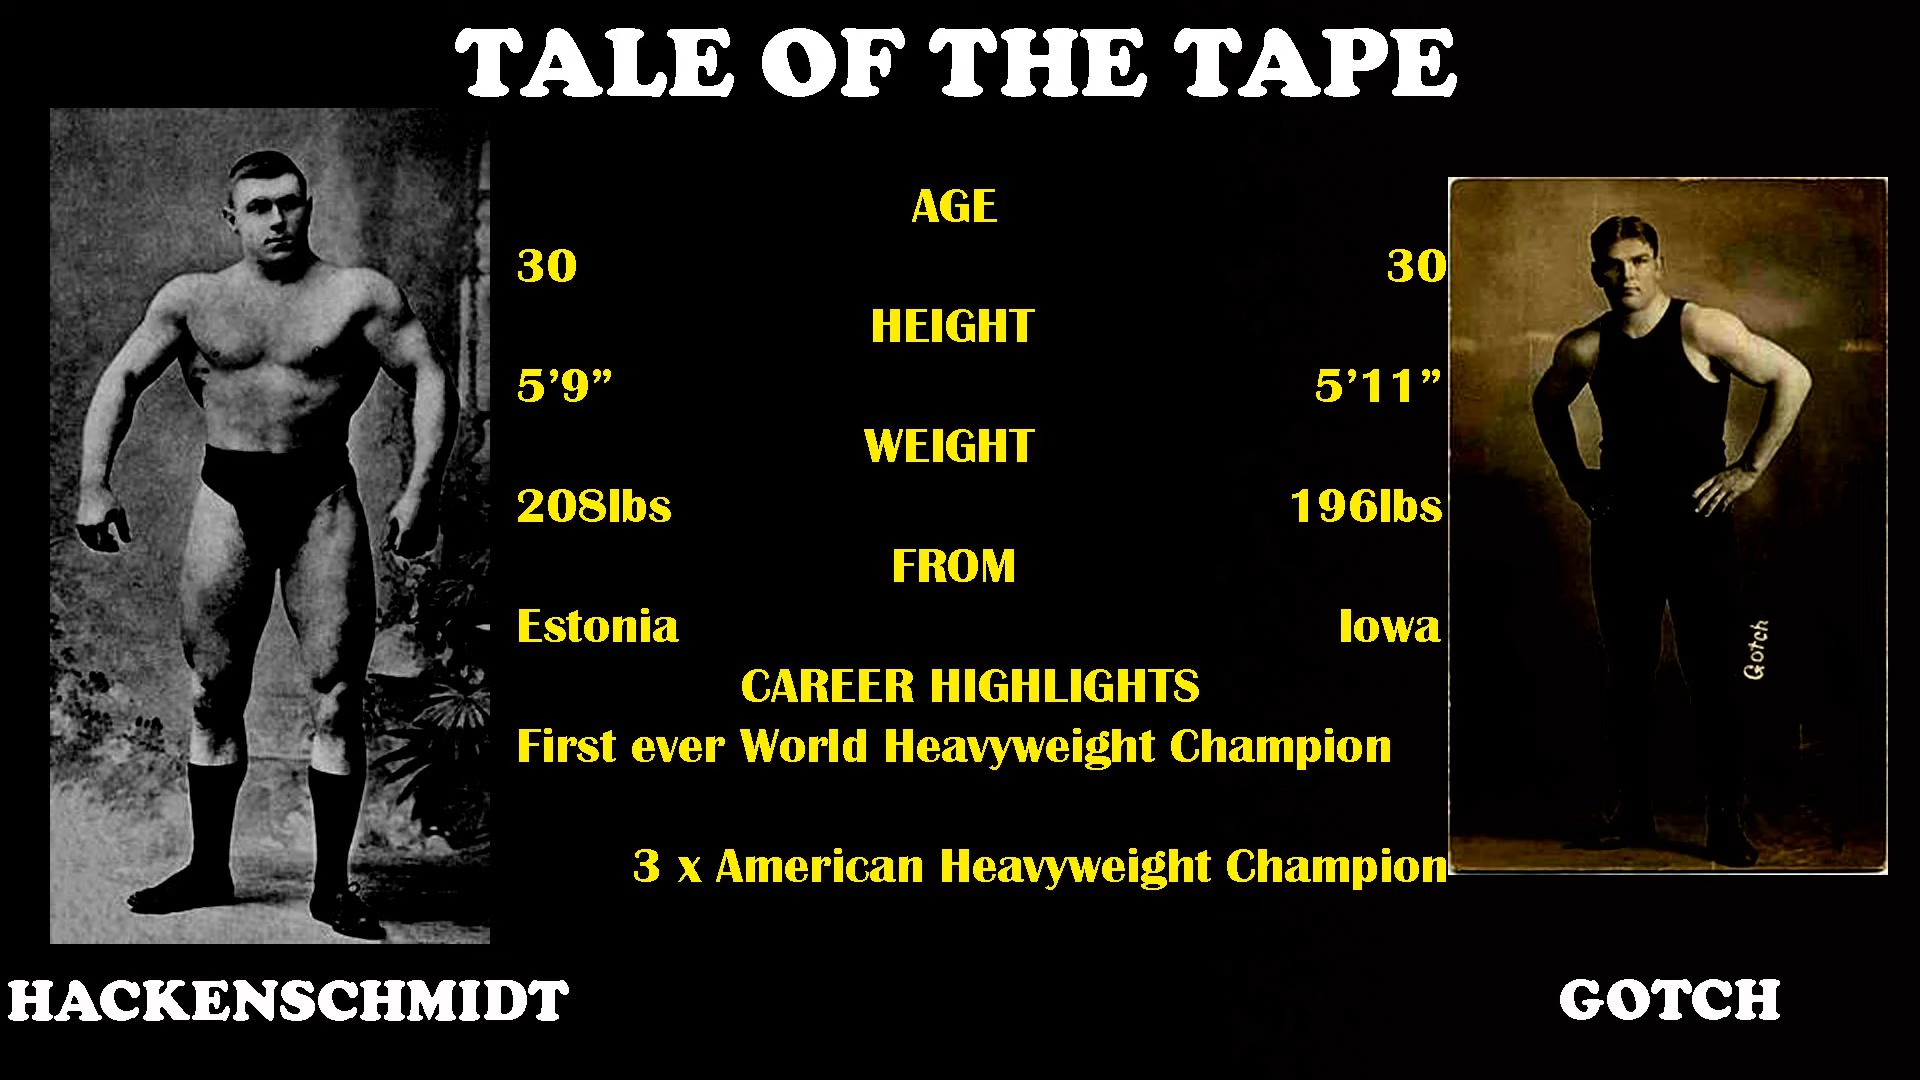 TALE OF THE TAPE
AGE
30 30
HEIGHT
5’9” 5’11”
WEIGHT
208lbs 196lbs
FROM
Estonia Iowa
CAREER HIGHLIGHTS
First ever World Heavyweight Champion
3 x American Heavyweight Champion
Gotch
HACKENSCHMIDT GOTCH